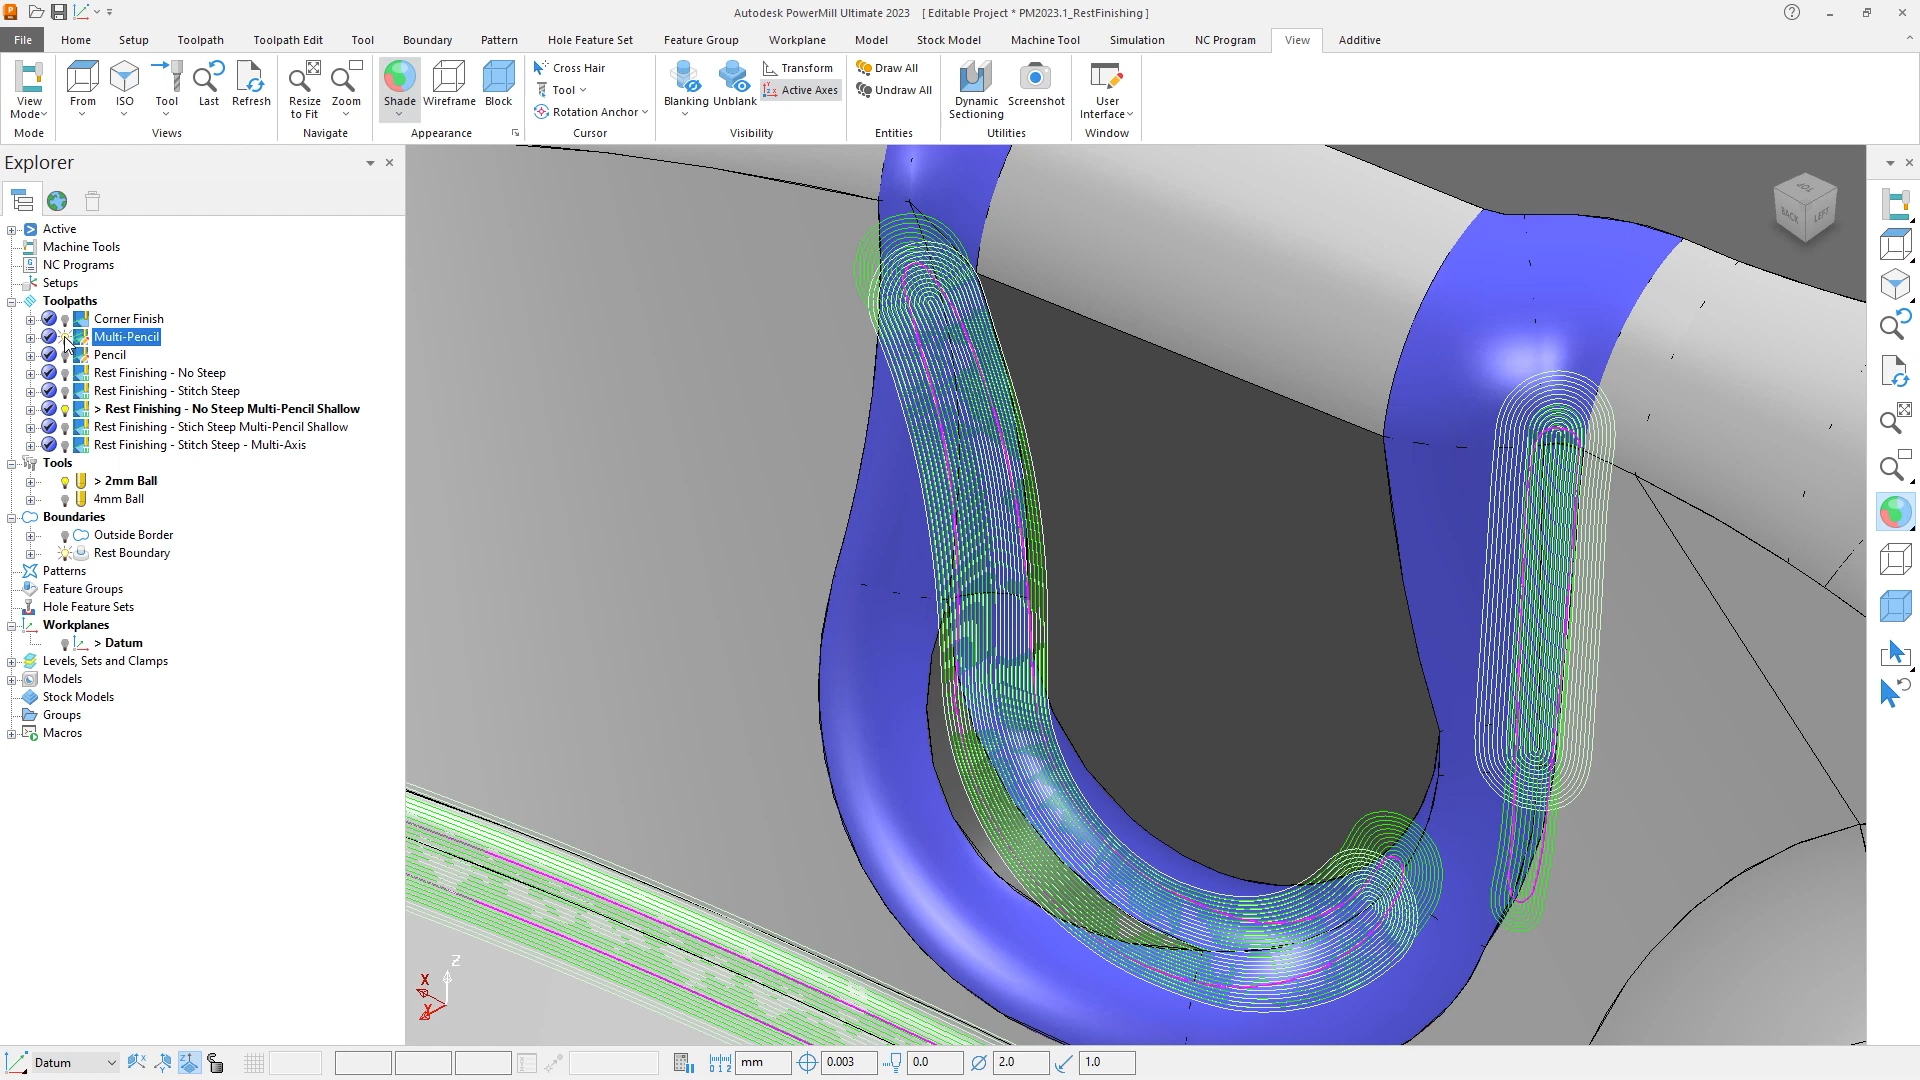 Autodesk PowerMill Ultimate 2023 [ Editable Project * PM2023.1_RestFinishing ]
File Home Setup Toolpath Toolpath Edit Tool Boundary Pattern Hole Feature Set Feature Group Workplane Model Stock Model Machine Tool Simulation NC Program View Additive
View Mode
Mode
From ISO Tool Last Refresh
Views
Resize to Fit Zoom
Navigate
Shade Wireframe Block
Appearance
Cross Hair
Tool
Rotation Anchor
Cursor
Blanking Unblank
Transform
Active Axes
Visibility
Draw All
Undraw All
Entities
Dynamic Sectioning Screenshot
Utilities
User Interface
Window
Explorer
Active
Machine Tools
NC Programs
Setups
Toolpaths
Corner Finish
Multi-Pencil
Pencil
Rest Finishing - No Steep
Rest Finishing - Stitch Steep
> Rest Finishing - No Steep Multi-Pencil Shallow
Rest Finishing - Stich Steep Multi-Pencil Shallow
Rest Finishing - Stitch Steep - Multi-Axis
Tools
> 2mm Ball
4mm Ball
Boundaries
Outside Border
Rest Boundary
Patterns
Feature Groups
Hole Feature Sets
Workplanes
> Datum
Levels, Sets and Clamps
Models
Stock Models
Groups
Macros
TOP
BACK LEFT
Z
X
Y
Datum mm 0.003 0.0 2.0 1.0